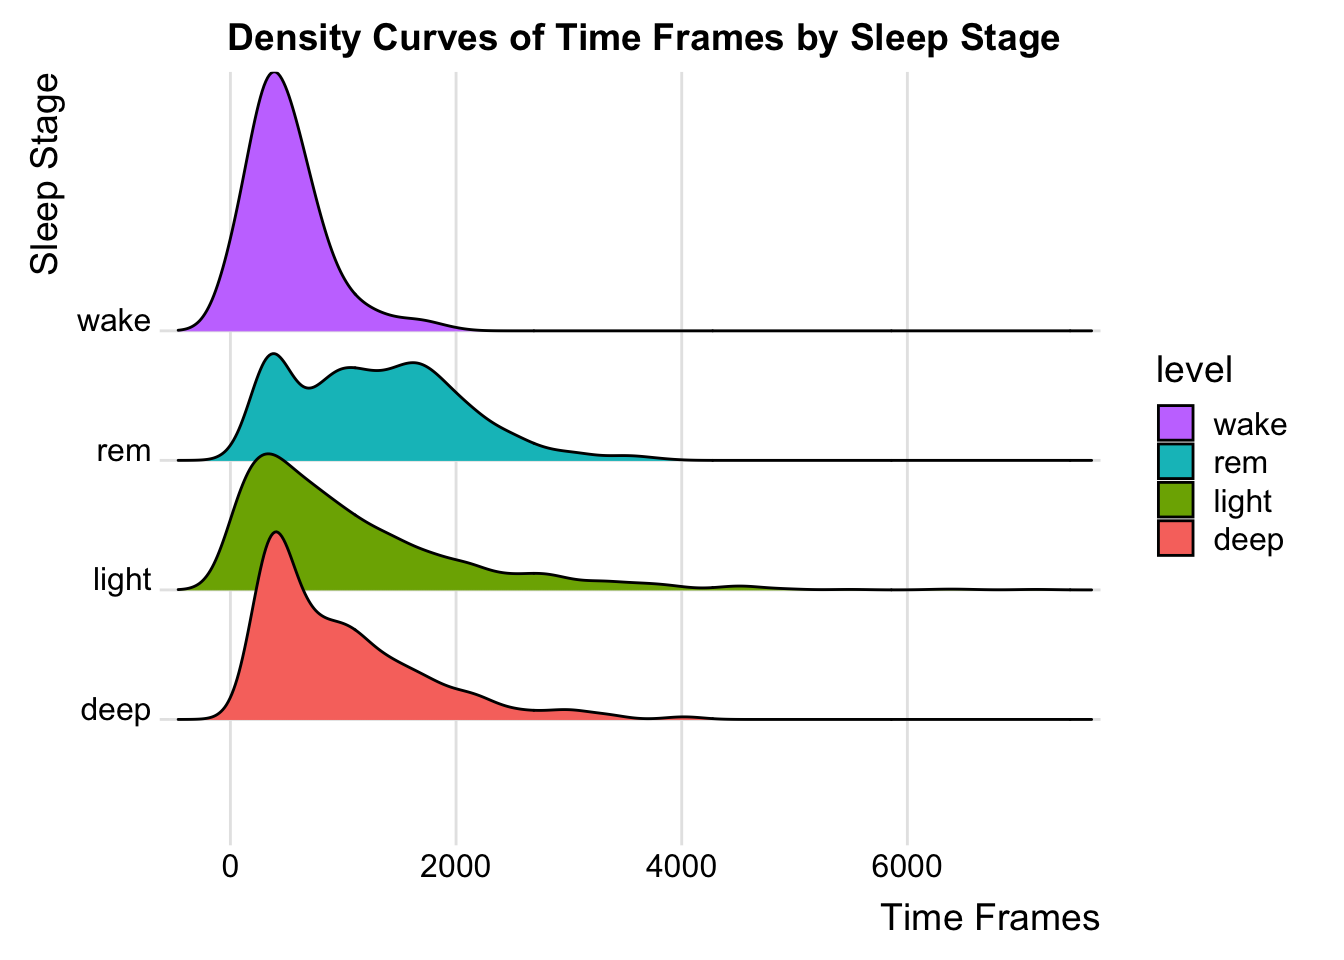 Density Curves of Time Frames by Sleep Stage
Sleep Stage
wake
rem
light
deep
0 2000 4000 6000
Time Frames
level
wake
rem
light
deep